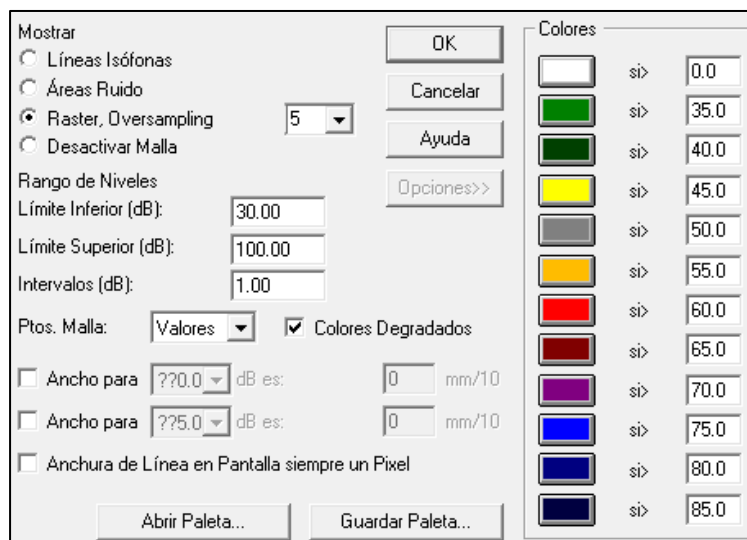 Mostrar
Líneas Isófonas
Áreas Ruido
Raster, Oversampling 5
Desactivar Malla
Rango de Niveles
Límite Inferior (dB): 30.00
Límite Superior (dB): 100.00
Intervalos (dB): 1.00
Ptos. Malla: Valores Colores Degradados
Ancho para ??0.0 dB es: 0 mm/10
Ancho para ??5.0 dB es: 0 mm/10
Anchura de Línea en Pantalla siempre un Pixel
Abrir Paleta... Guardar Paleta...
OK
Cancelar
Ayuda
Opciones>>
Colores
si> 0.0
si> 35.0
si> 40.0
si> 45.0
si> 50.0
si> 55.0
si> 60.0
si> 65.0
si> 70.0
si> 75.0
si> 80.0
si> 85.0